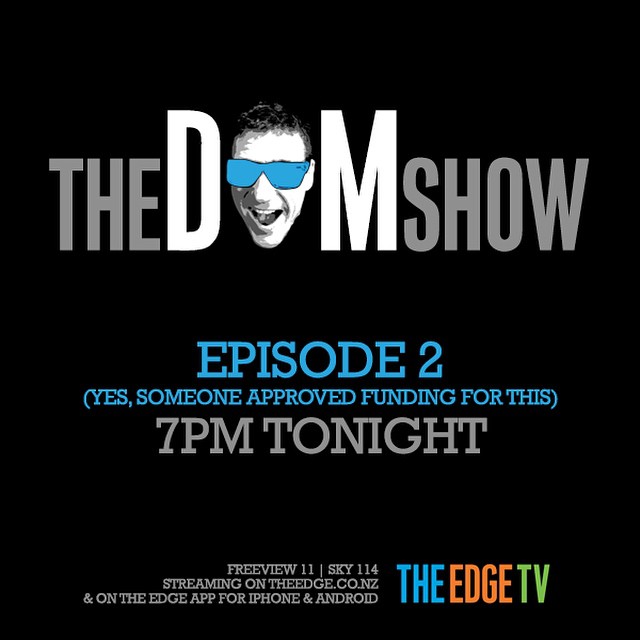 THE DOM SHOW
EPISODE 2
(YES, SOMEONE APPROVED FUNDING FOR THIS)
7PM TONIGHT
FREEVIEW 11 | SKY 114
STREAMING ON THEEDGE.CO.NZ
& ON THE EDGE APP FOR IPHONE & ANDROID
THE EDGE TV